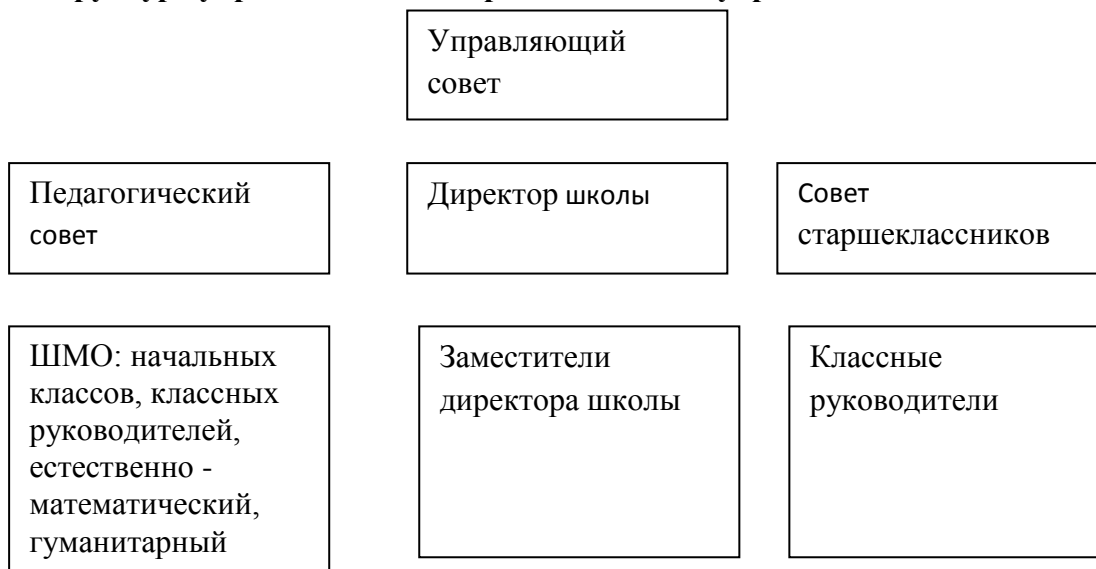 Управляющий
совет
Педагогический
совет
Директор школы
Совет
старшеклассников
ШМО: начальных
классов, классных
руководителей,
естественно -
математический,
гуманитарный
Заместители
директора школы
Классные
руководители